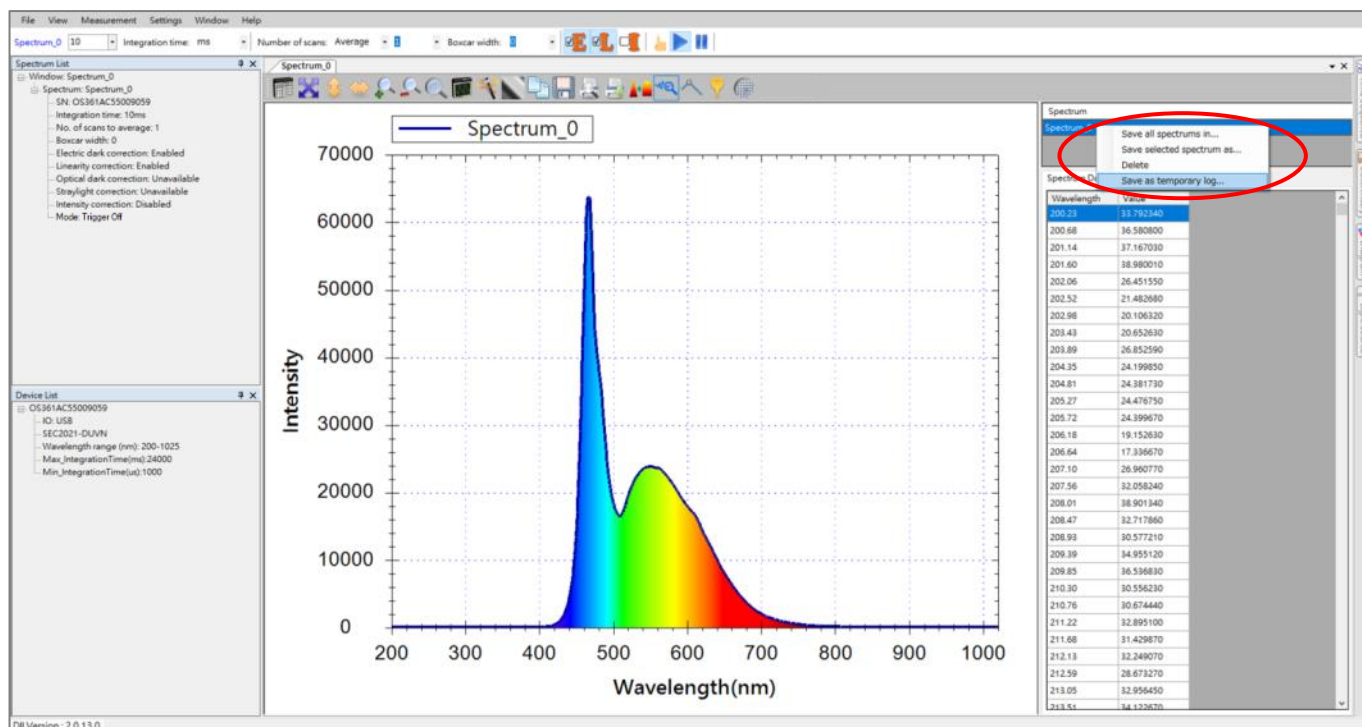 File View Measurement Settings Window Help
Spectrum_0 10 Integration time: ms Number of scans: Average 1 Boxcar width: 0
Spectrum List
Window: Spectrum_0
Spectrum: Spectrum_0
SN: OS361AC55009059
Integration time: 10ms
No. of scans to average: 1
Boxcar width: 0
Electric dark correction: Enabled
Linearity correction: Enabled
Optical dark correction: Unavailable
Straylight correction: Unavailable
Intensity correction: Disabled
Mode: Trigger Off
Device List
OS361AC55009059
IO: USB
SEC2021-DUVN
Wavelength range (nm): 200-1025
Max_IntegrationTime(ms):24000
Min_IntegrationTime(us):1000
Spectrum_0
Spectrum_0
70000
60000
50000
40000
30000
20000
10000
0
Intensity
200 300 400 500 600 700 800 900 1000
Wavelength(nm)
Spectrum
Save all spectrums in...
Save selected spectrum as...
Delete
Save as temporary log...
Wavelength Value
200.23 33.792340
200.68 36.580800
201.14 37.167030
201.60 38.980010
202.06 26.451550
202.52 21.482680
202.98 20.106320
203.43 20.652630
203.89 26.852590
204.35 24.199850
204.81 24.381730
205.27 24.476750
205.72 24.399670
206.18 19.152630
206.64 17.336670
207.10 26.960770
207.56 32.058240
208.01 38.901340
208.47 32.717860
208.93 30.577210
209.39 34.955120
209.85 36.536830
210.30 30.556230
210.76 30.674440
211.22 32.895100
211.68 31.429870
212.13 32.249070
212.59 28.673270
213.05 32.956450
213.51 34.122670
Dll Version : 2.0.13.0